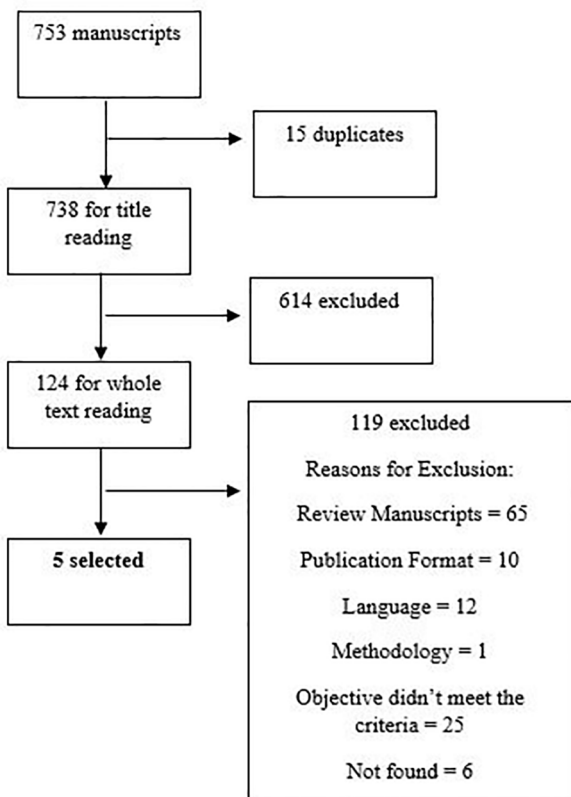 753 manuscripts
15 duplicates
738 for title
reading
614 excluded
124 for whole
text reading
119 excluded
Reasons for Exclusion:
Review Manuscripts = 65
Publication Format = 10
Language = 12
Methodology = 1
Objective didn’t meet the
criteria = 25
Not found = 6
5 selected